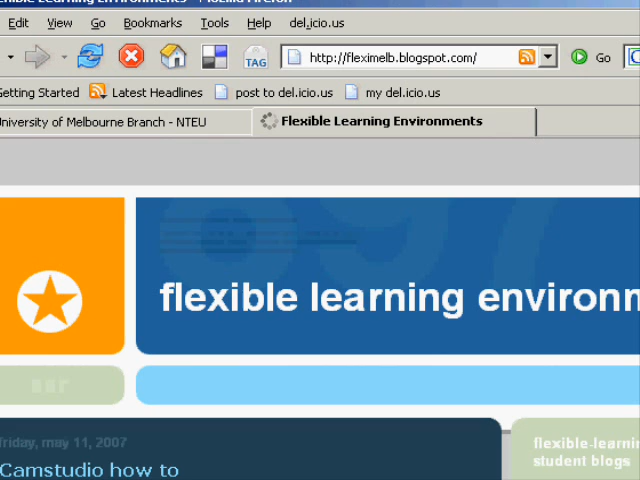 Edit View Go Bookmarks Tools Help del.icio.us
TAG http://fleximelb.blogspot.com/ Go
Getting Started Latest Headlines post to del.icio.us my del.icio.us
University of Melbourne Branch - NTEU Flexible Learning Environments
flexible learning environ
friday, may 11, 2007
Camstudio how to
flexible-learni
student blogs